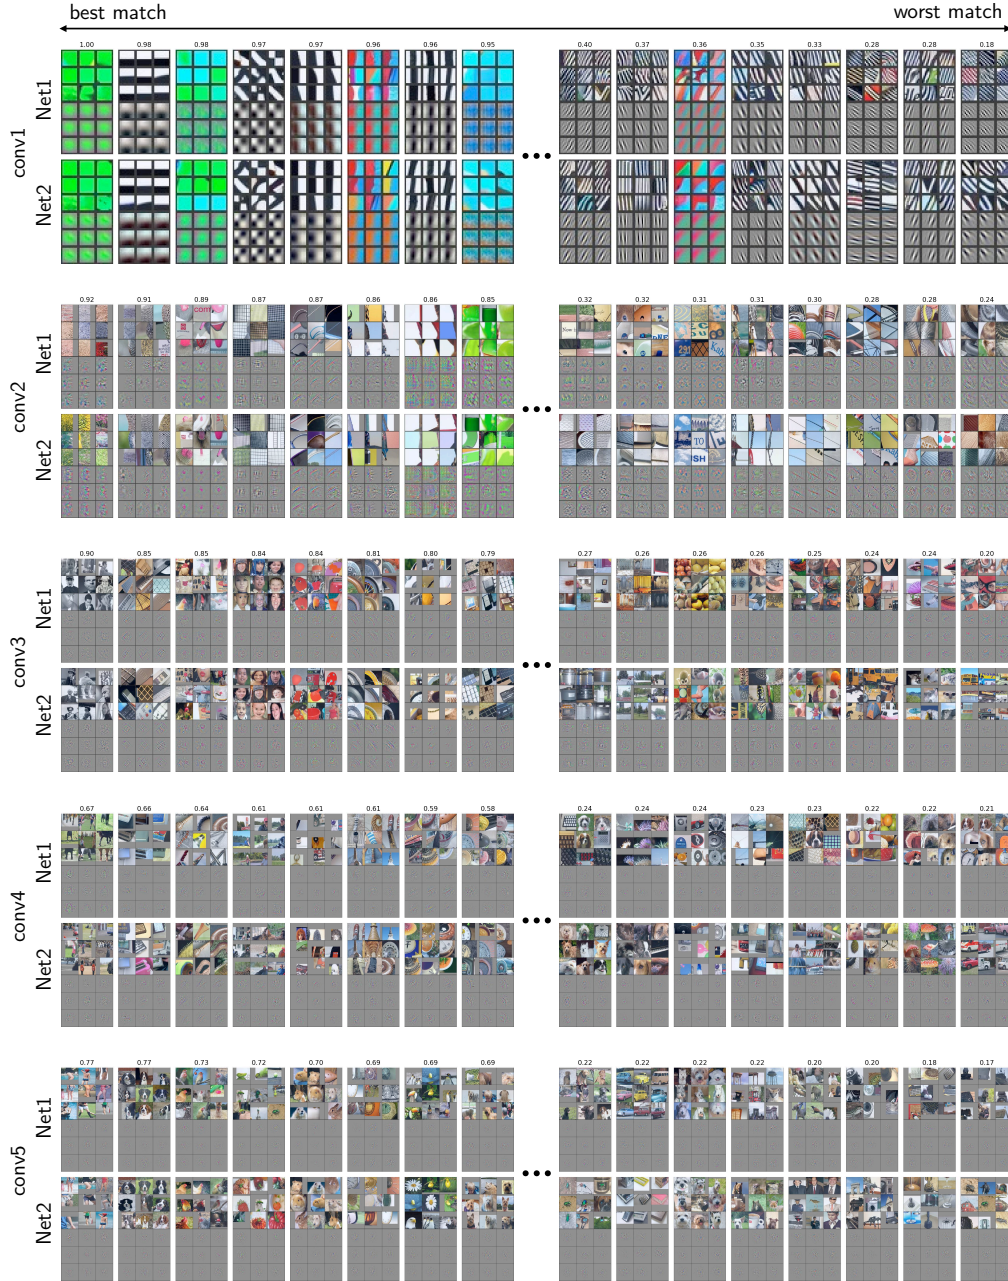 best match worst match
1.00 0.98 0.98 0.97 0.97 0.96 0.96 0.95 0.40 0.37 0.36 0.35 0.33 0.28 0.28 0.18
conv1
Net1
•••
Net2
0.92 0.91 0.89 0.87 0.87 0.86 0.86 0.85 0.32 0.32 0.31 0.31 0.30 0.28 0.28 0.24
conv2
Net1
•••
Net2
TO
SH
0.90 0.85 0.85 0.84 0.84 0.81 0.80 0.79 0.27 0.26 0.26 0.26 0.25 0.24 0.24 0.20
conv3
Net1
•••
Net2
0.67 0.66 0.64 0.61 0.61 0.61 0.59 0.58 0.24 0.24 0.24 0.23 0.23 0.22 0.22 0.21
conv4
Net1
•••
Net2
0.77 0.77 0.73 0.72 0.70 0.69 0.69 0.69 0.22 0.22 0.22 0.22 0.20 0.20 0.18 0.17
conv5
Net1
•••
Net2